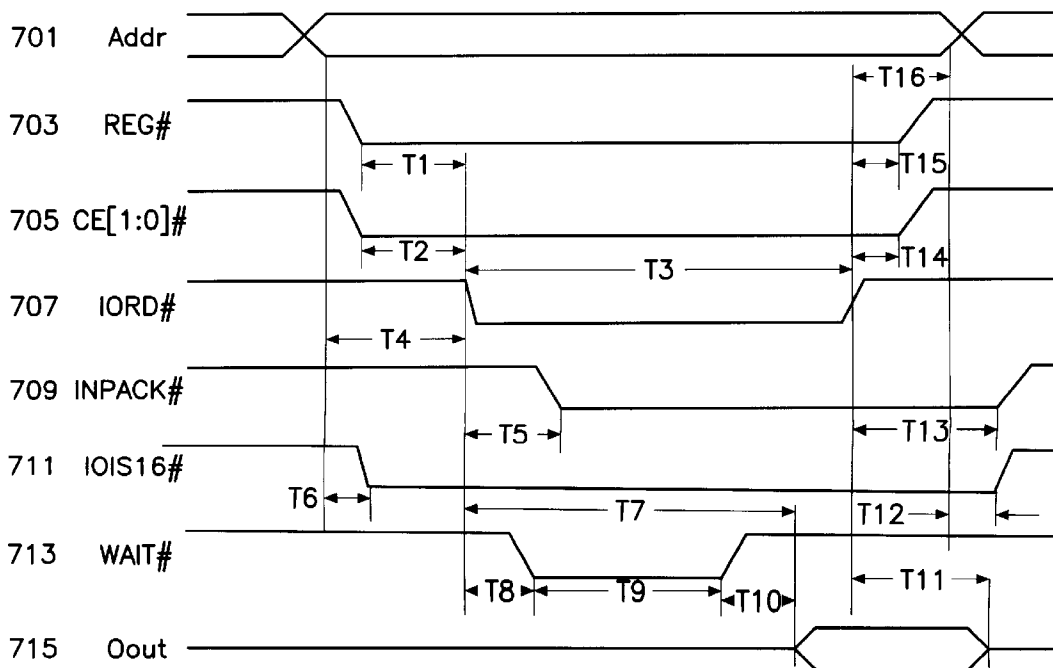 701 Addr
T16
703 REG#
T1
T15
705 CE[1:0]#
T2
T14
T3
707 IORD#
T4
709 INPACK#
T5
T13
711 IOIS16#
T6
T7
T12
713 WAIT#
T8
T9
T10
T11
715 Oout